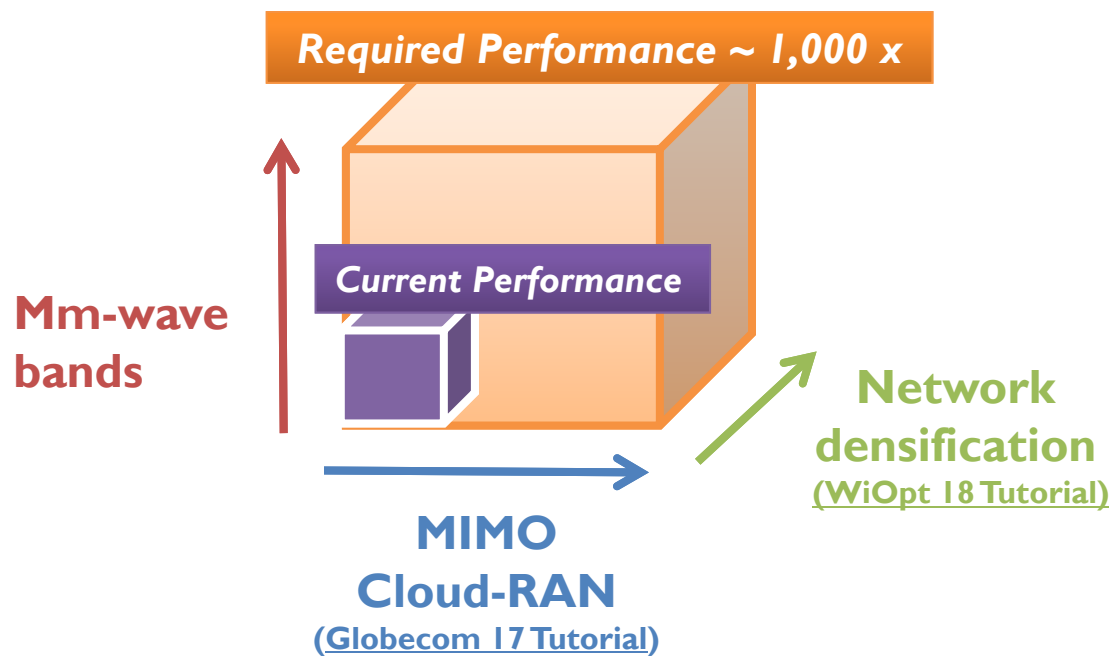 Required Performance ~ 1,000 x
Current Performance
Mm-wave
bands
Network
densification
(WiOpt 18 Tutorial)
MIMO
Cloud-RAN
(Globecom 17 Tutorial)